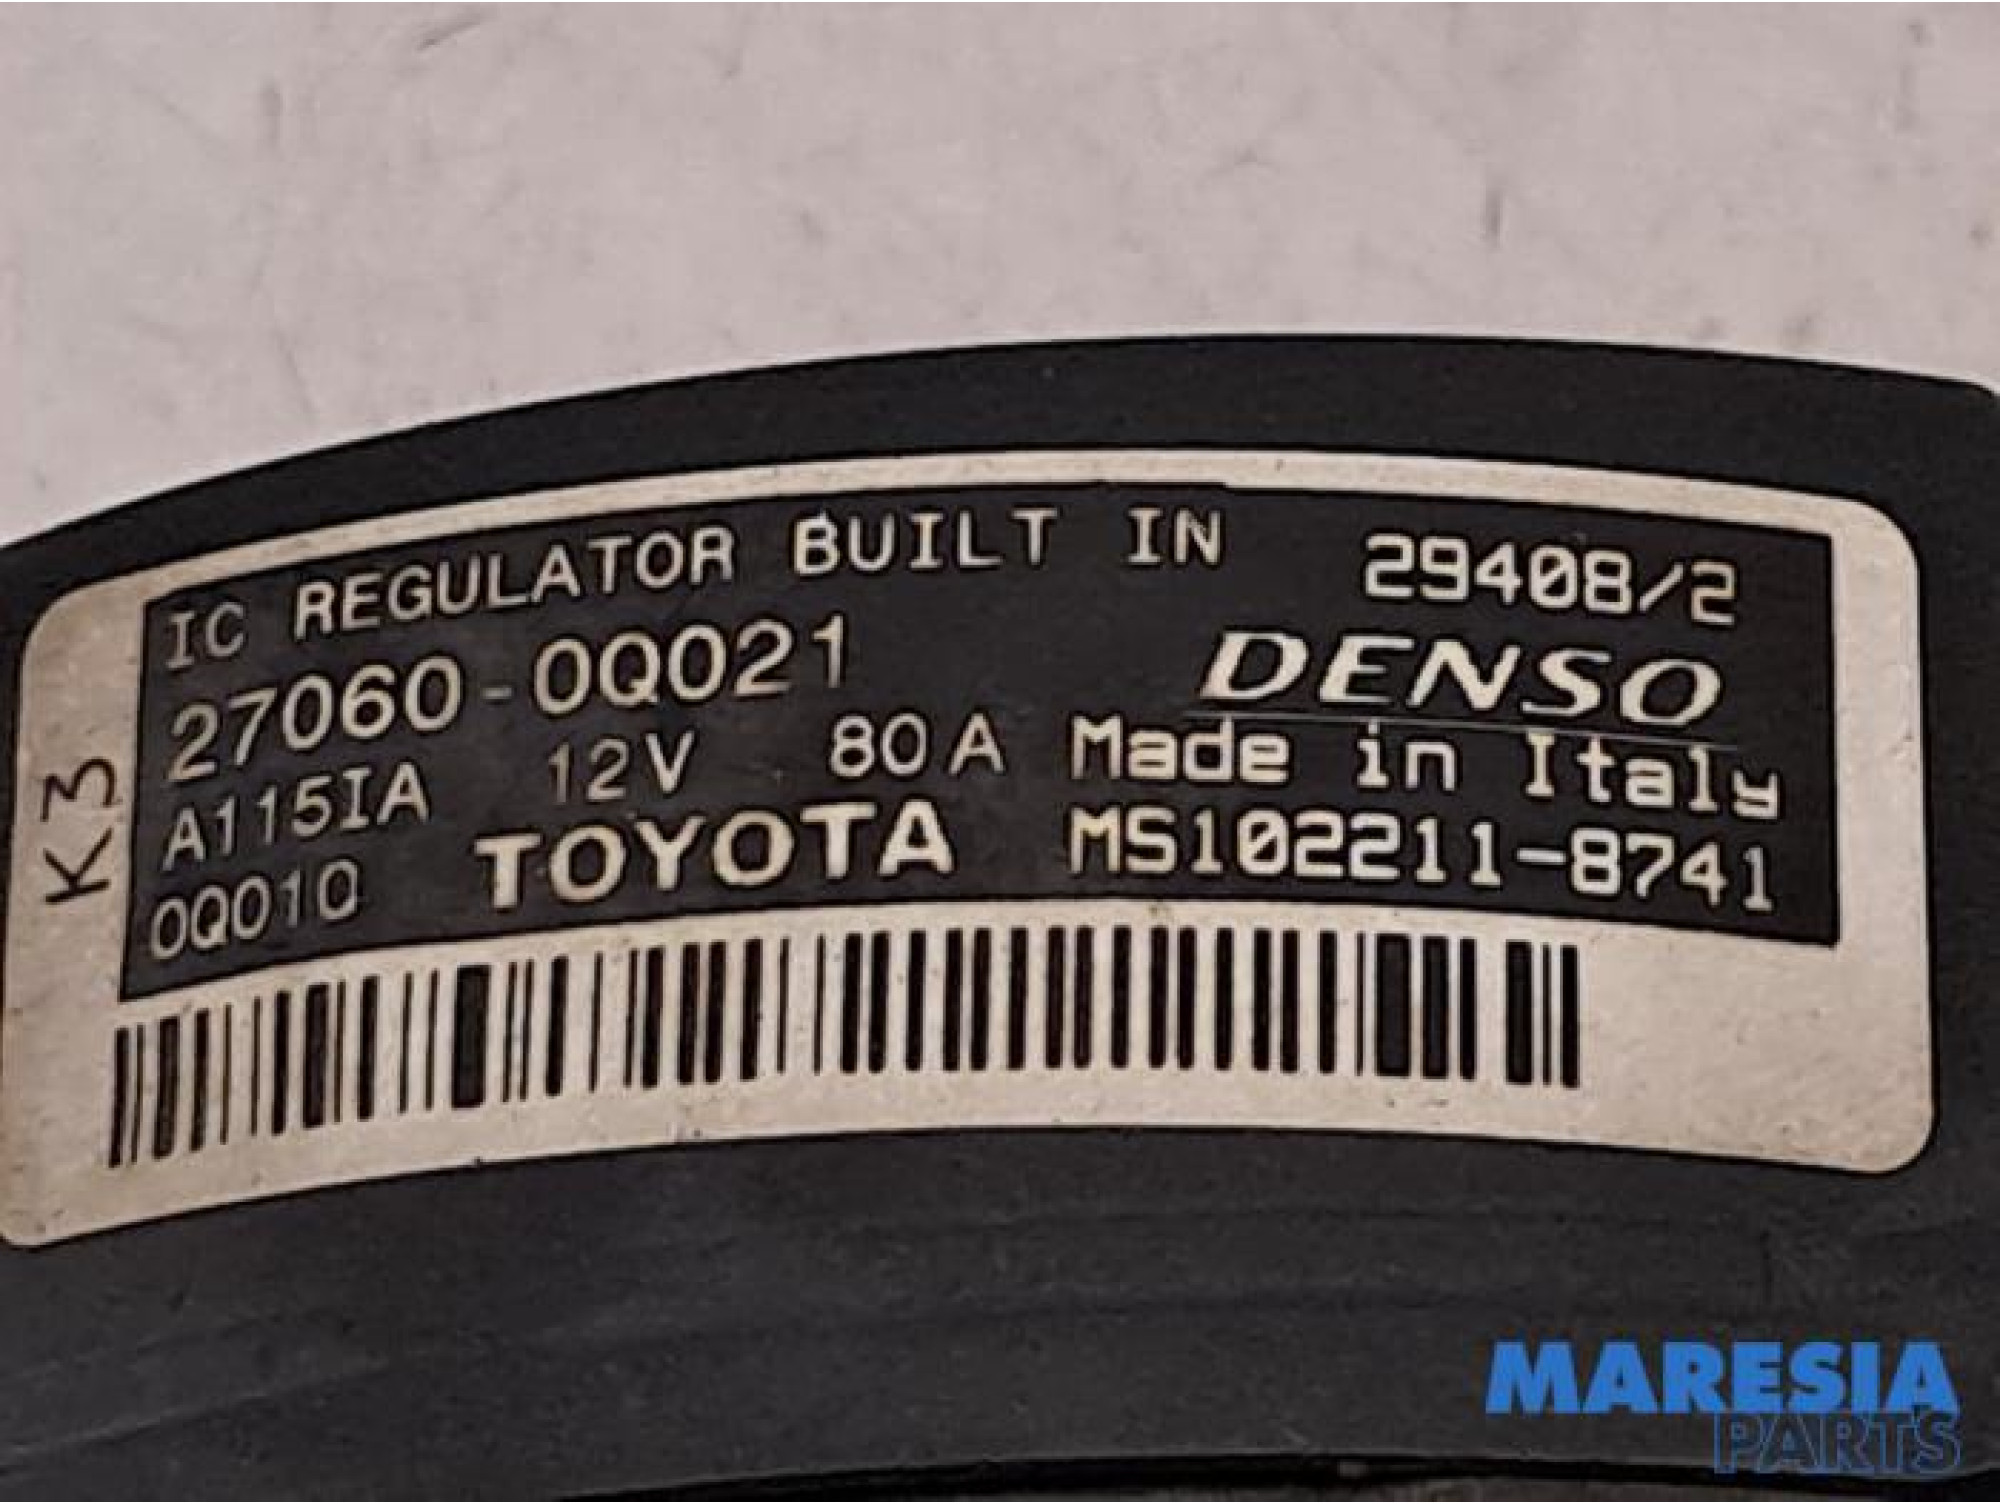 IC REGULATOR BUILT IN 29408/2
27060-0Q021 DENSO
A115IA 12V 80A Made in Italy
0Q010 TOYOTA MS102211-8741
K3
MARESIA
PARTS